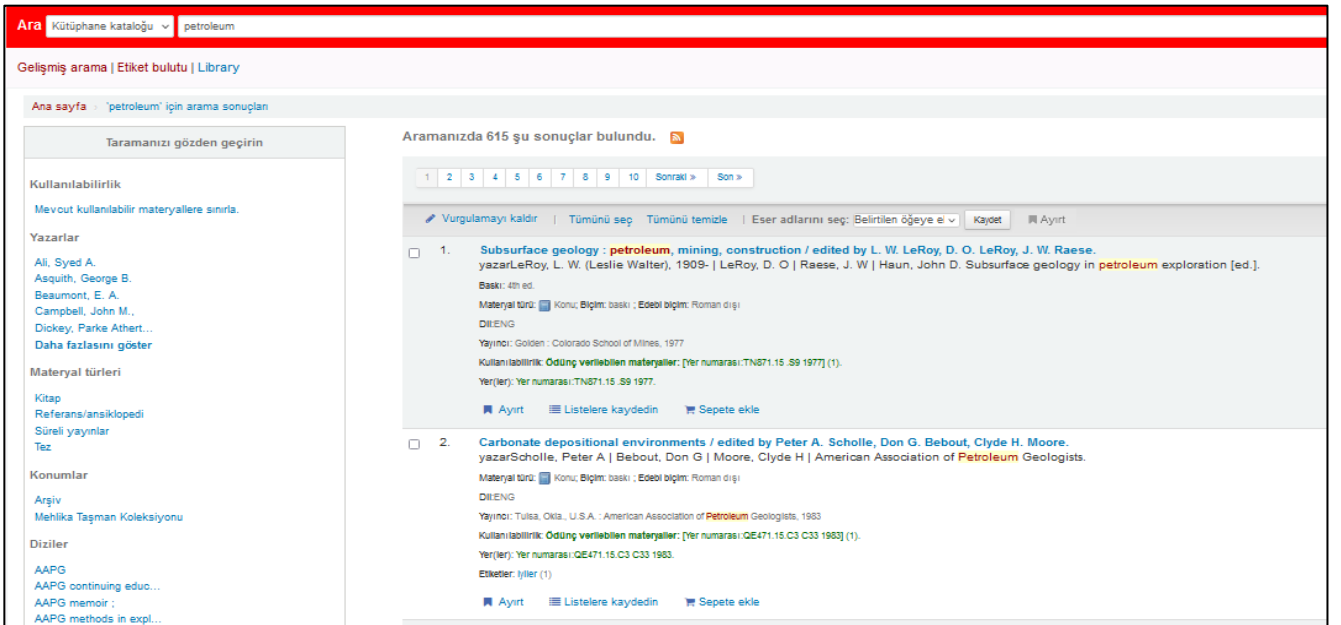 Ara Kütüphane kataloğu petroleum
Gelişmiş arama | Etiket bulutu | Library
Ana sayfa › 'petroleum' için arama sonuçları
Taramanızı gözden geçirin
Kullanılabilirlik
Mevcut kullanılabilir materyallere sınırla.
Yazarlar
Ali, Syed A.
Asquith, George B.
Beaumont, E. A.
Campbell, John M.,
Dickey, Parke Athert...
Daha fazlasını göster
Materyal türleri
Kitap
Referans/ansiklopedi
Süreli yayınlar
Tez
Konumlar
Arşiv
Mehlika Taşman Koleksiyonu
Diziler
AAPG
AAPG continuing educ...
AAPG memoir ;
AAPG methods in expl...
Aramanızda 615 şu sonuçlar bulundu.
1 2 3 4 5 6 7 8 9 10 Sonraki » Son »
Vurgulamayı kaldır | Tümünü seç Tümünü temizle | Eser adlarını seç: Belirtilen öğeye e Kaydet Ayırt
1. Subsurface geology : petroleum, mining, construction / edited by L. W. LeRoy, D. O. LeRoy, J. W. Raese.
yazarLeRoy, L. W. (Leslie Walter), 1909- | LeRoy, D. O | Raese, J. W | Haun, John D. Subsurface geology in petroleum exploration [ed.].
Baskı: 4th ed.
Materyal türü: Konu; Biçim: baskı ; Edebi biçim: Roman dışı
Dil:ENG
Yayıncı: Golden : Colorado School of Mines, 1977
Kullanılabilirlik: Ödünç verilebilen materyaller: [Yer numarası:TN871.15 .S9 1977] (1).
Yer(ler): Yer numarası:TN871.15 .S9 1977.
Ayırt Listelere kaydedin Sepete ekle
2. Carbonate depositional environments / edited by Peter A. Scholle, Don G. Bebout, Clyde H. Moore.
yazarScholle, Peter A | Bebout, Don G | Moore, Clyde H | American Association of Petroleum Geologists.
Materyal türü: Konu; Biçim: baskı ; Edebi biçim: Roman dışı
Dil:ENG
Yayıncı: Tulsa, Okla., U.S.A. : American Association of Petroleum Geologists, 1983
Kullanılabilirlik: Ödünç verilebilen materyaller: [Yer numarası:QE471.15.C3 C33 1983] (1).
Yer(ler): Yer numarası:QE471.15.C3 C33 1983.
Etiketler: iyiler (1)
Ayırt Listelere kaydedin Sepete ekle